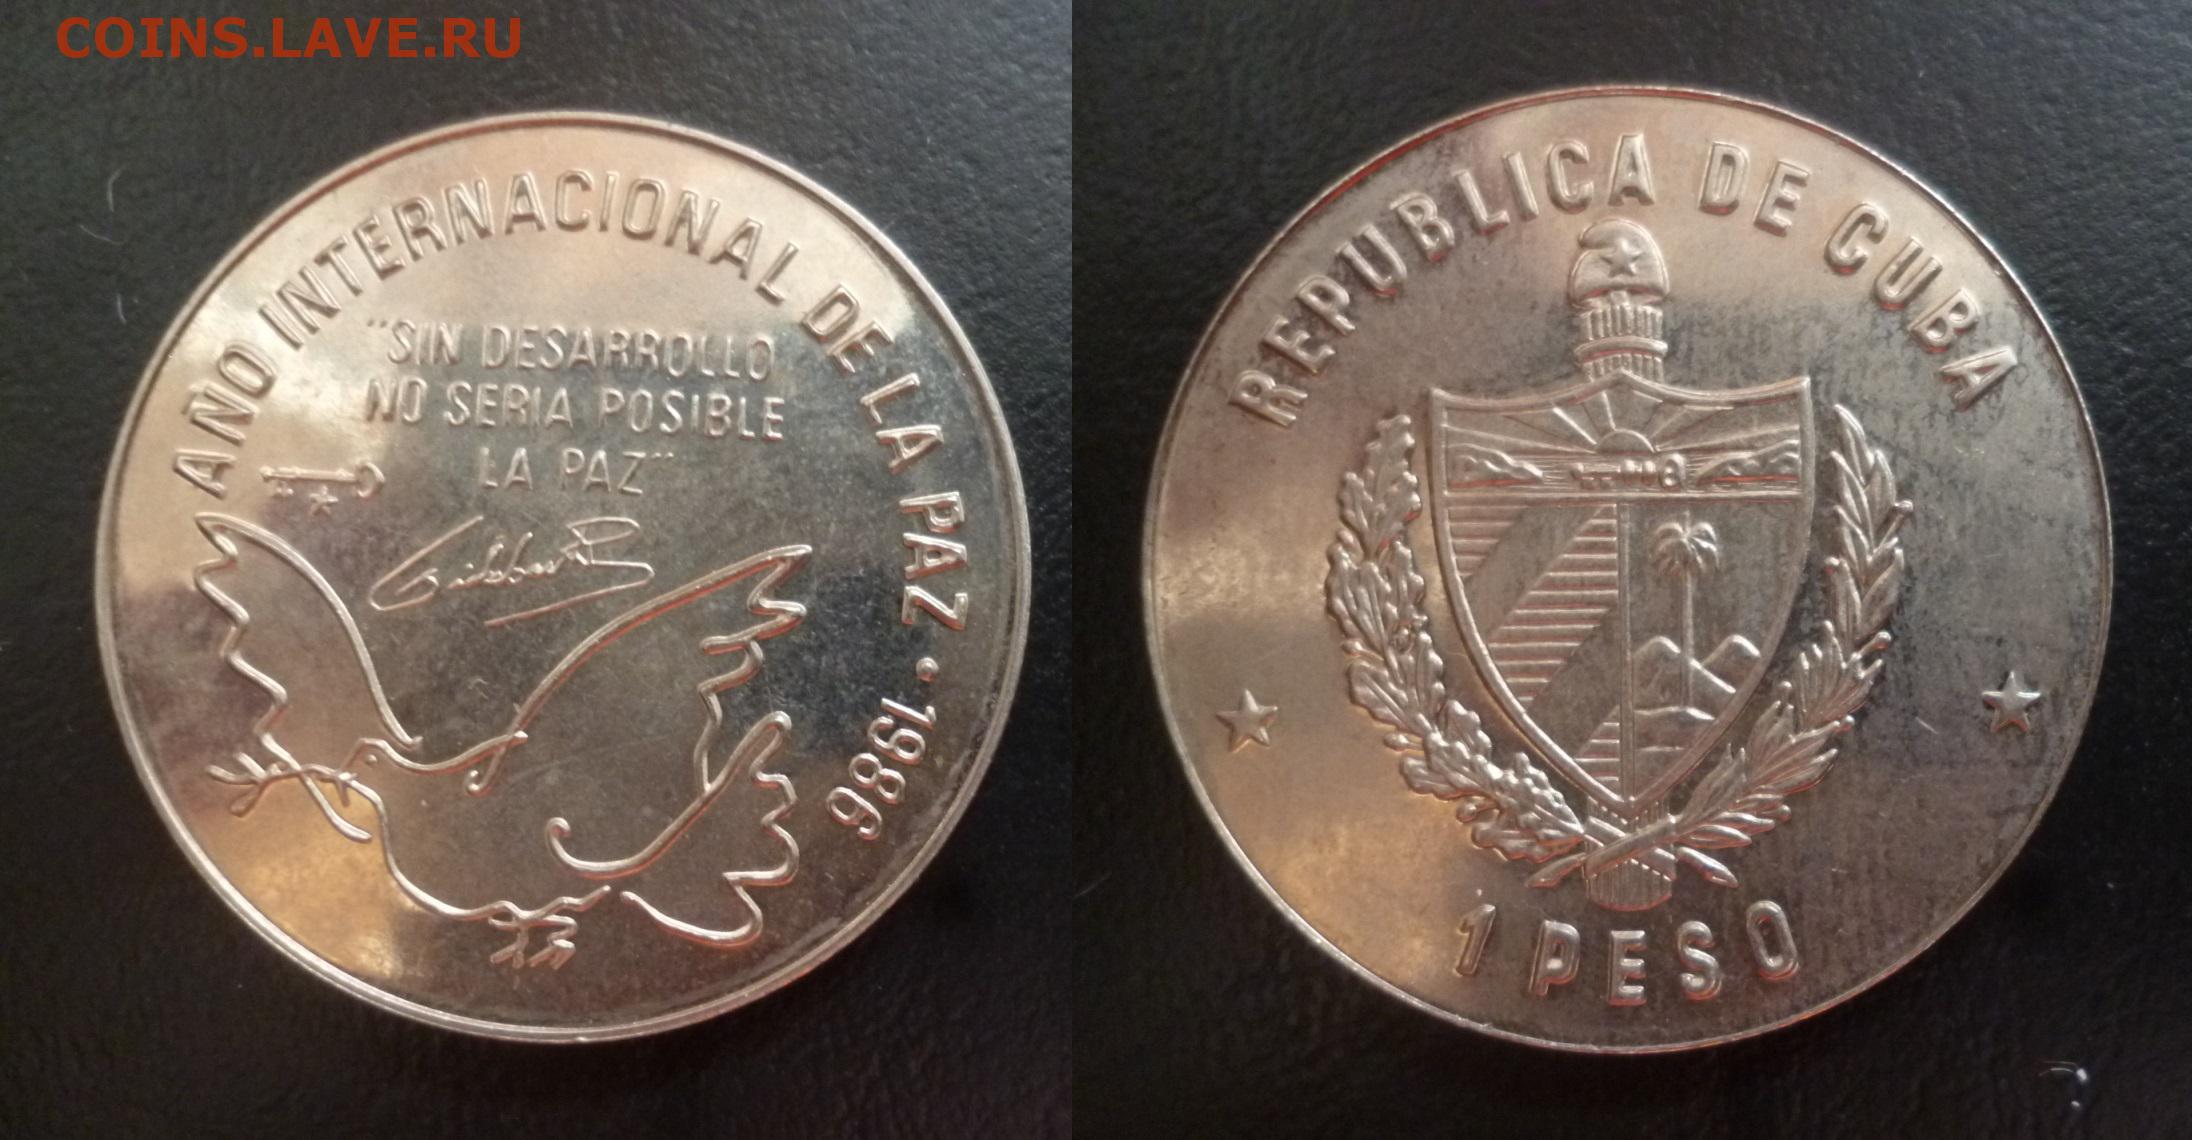 COINS.LAVE.RU
AÑO INTERNACIONAL DE LA PAZ · 1986
"SIN DESARROLLO
NO SERIA POSIBLE
LA PAZ"
REPUBLICA DE CUBA
1 PESO